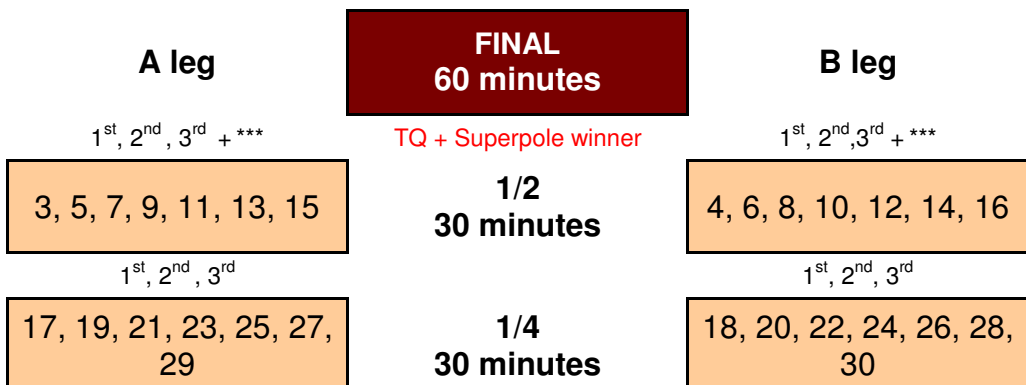 A leg
FINAL
60 minutes
B leg
1st, 2nd , 3rd + ***
TQ + Superpole winner
1st, 2nd,3rd + ***
3, 5, 7, 9, 11, 13, 15
1/2
30 minutes
4, 6, 8, 10, 12, 14, 16
1st, 2nd , 3rd
1st, 2nd, 3rd
17, 19, 21, 23, 25, 27,
29
1/4
30 minutes
18, 20, 22, 24, 26, 28,
30